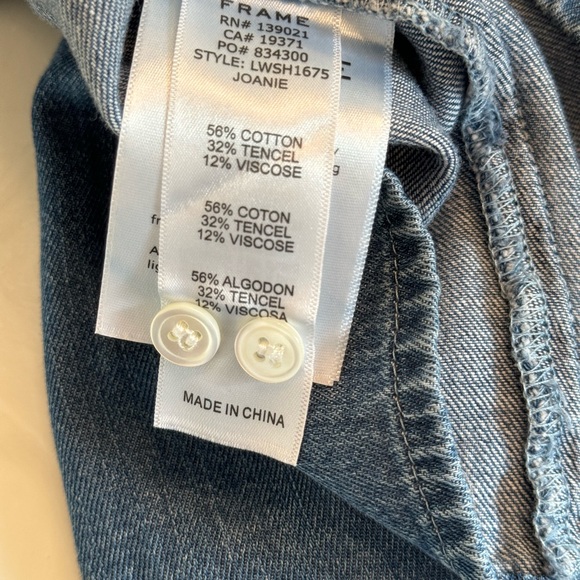 FRAME
RN# 139021
CA# 19371
PO# 834300
STYLE: LWSH1675
JOANIE
56% COTTON
32% TENCEL
12% VISCOSE
56% COTON
32% TENCEL
12% VISCOSE
56% ALGODON
32% TENCEL
12% VISCOSA
MADE IN CHINA